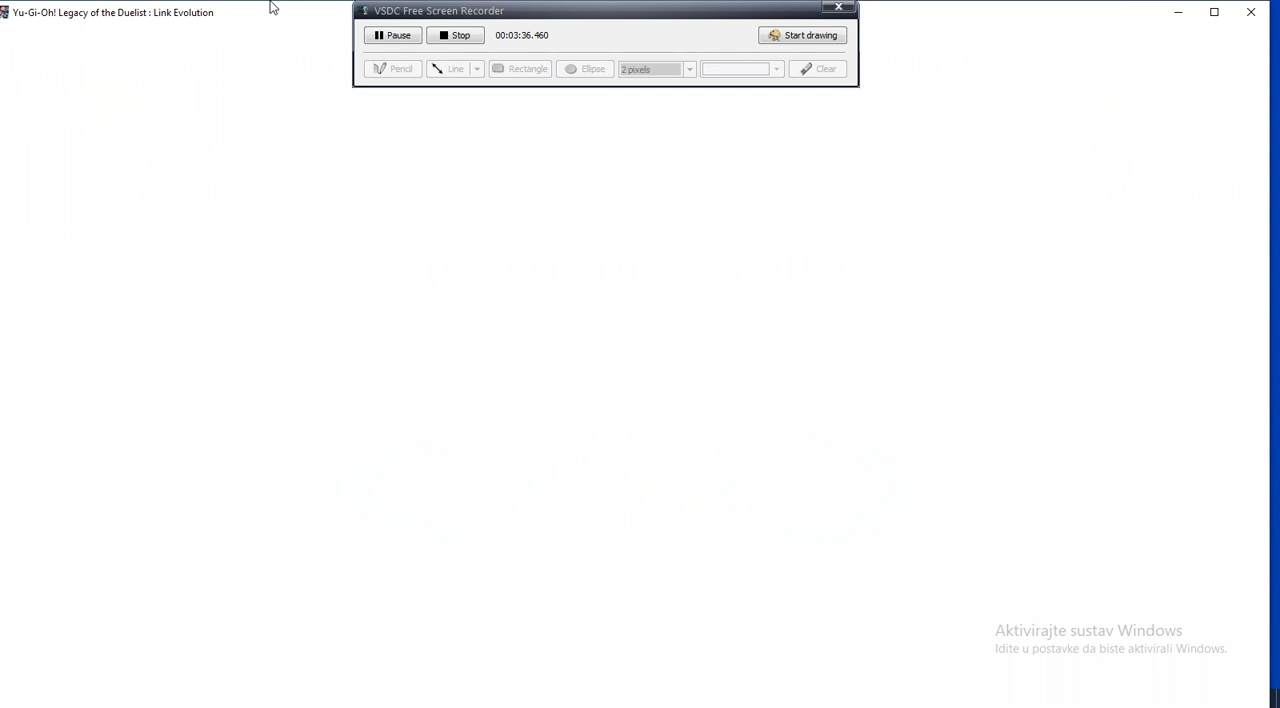 Yu-Gi-Oh! Legacy of the Duelist : Link Evolution
VSDC Free Screen Recorder
Pause
Stop
00:03:36.460
Start drawing
Pencil
Line
Rectangle
Ellipse
2 pixels
Clear
Aktivirajte sustav Windows
Idite u postavke da biste aktivirali Windows.